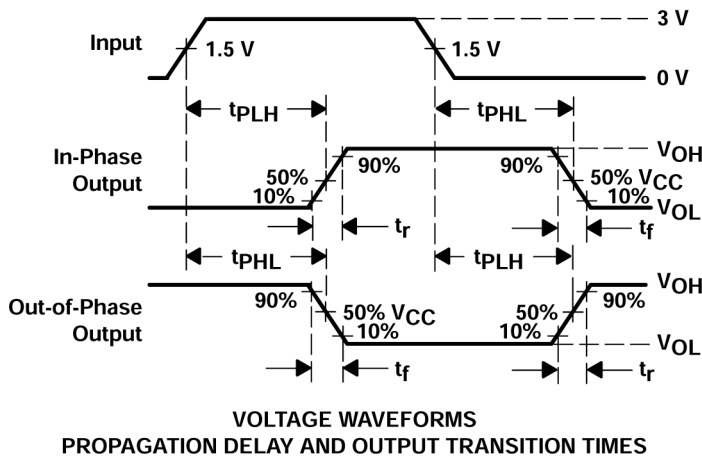 3 V
Input
1.5 V
1.5 V
0 V
tPLH
tPHL
VOH
In-Phase
Output
90%
90%
50%
50% VCC
10%
10%
VOL
tr
tf
tPHL
tPLH
VOH
Out-of-Phase
Output
90%
90%
50% VCC
50%
10%
10%
VOL
tf
tr
VOLTAGE WAVEFORMS
PROPAGATION DELAY AND OUTPUT TRANSITION TIMES